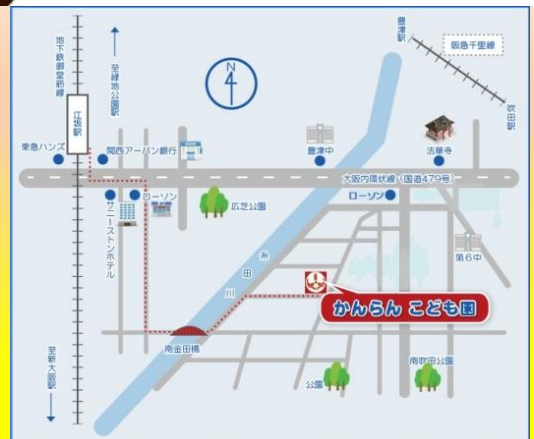 地下鉄御堂筋線
至緑地公園駅
N
豊津駅
阪急千里線
吹田駅
江坂駅
東急ハンズ
関西アーバン銀行
豊津中
法華寺
大阪内環状線（国道479号）
サニーストンホテル
ローソン
広芝公園
ローソン
糸田川
第6中
かんらん こども園
南金田橋
至新大阪駅
公園
南吹田公園